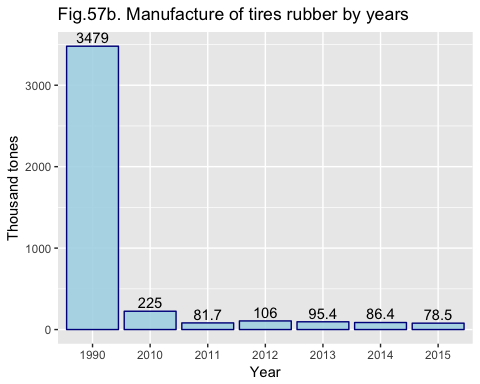 Fig.57b. Manufacture of tires rubber by years
3479
225
81.7
106
95.4
86.4
78.5
3000
2000
1000
0
Thousand tones
1990 2010 2011 2012 2013 2014 2015
Year